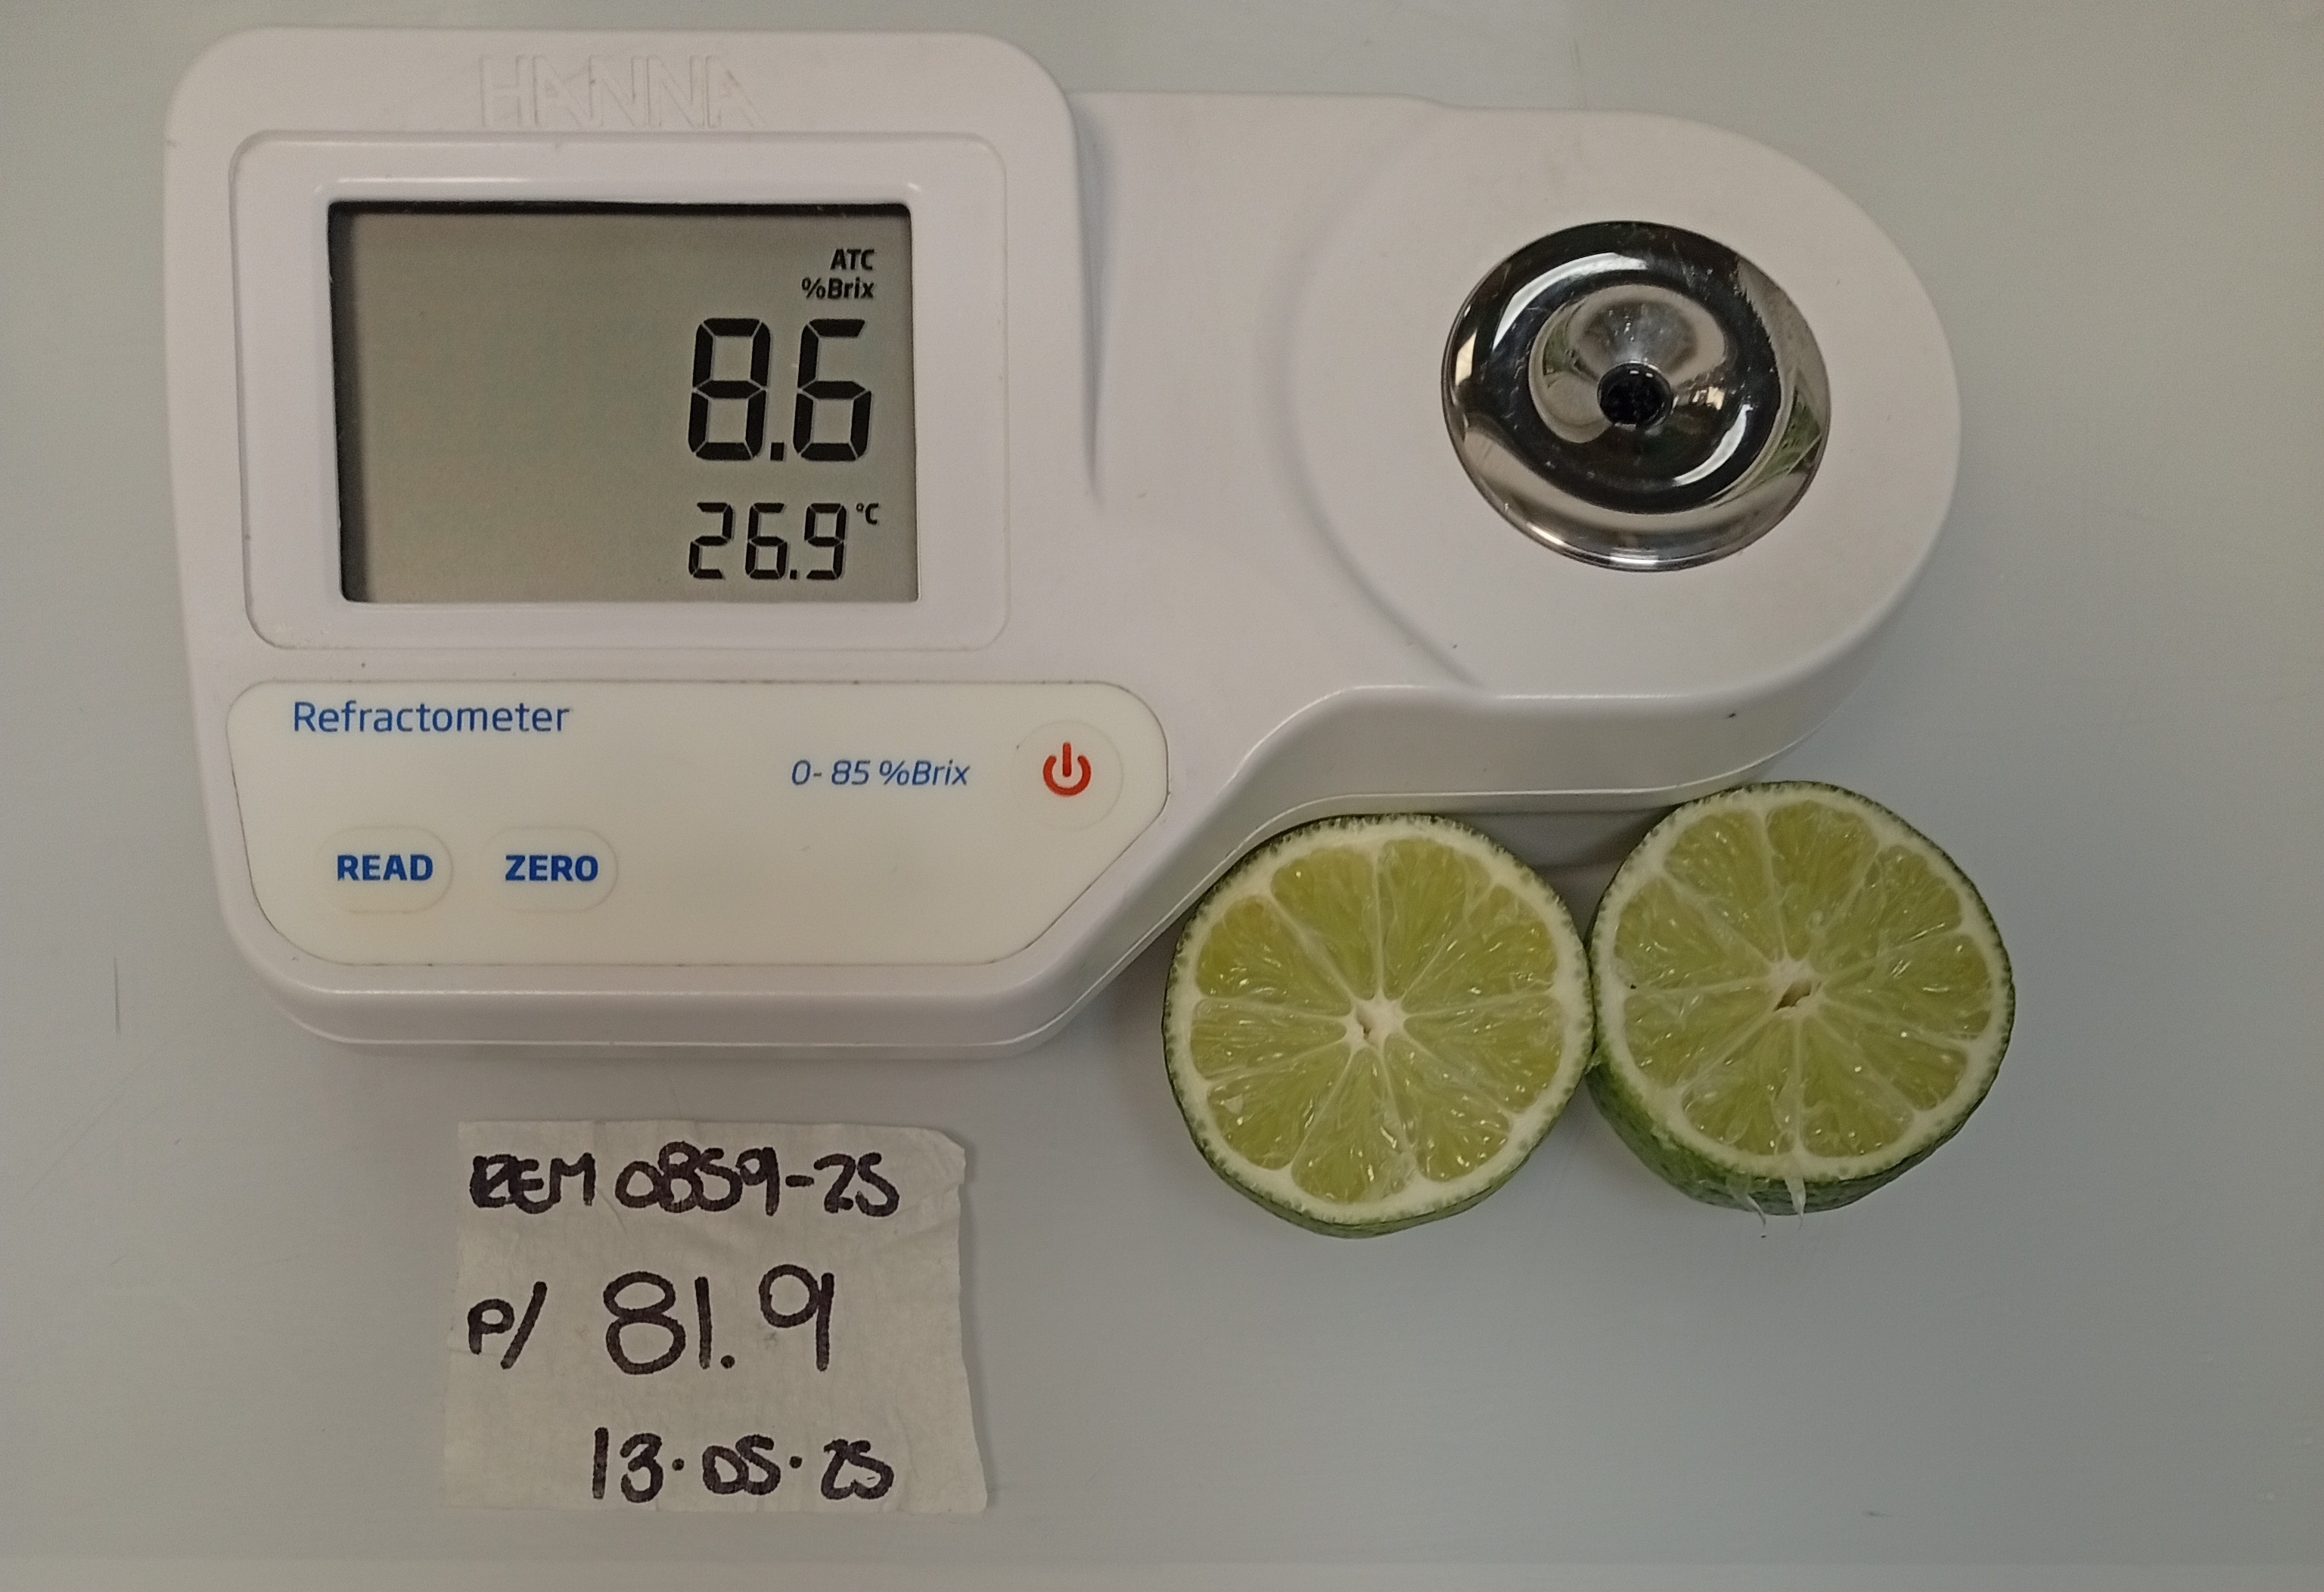 HANNA
ATC
%Brix
8.6
26.9°C
Refractometer
0-85 %Brix
READ ZERO
REM 0859-25
P/ 81.9
13.05.25